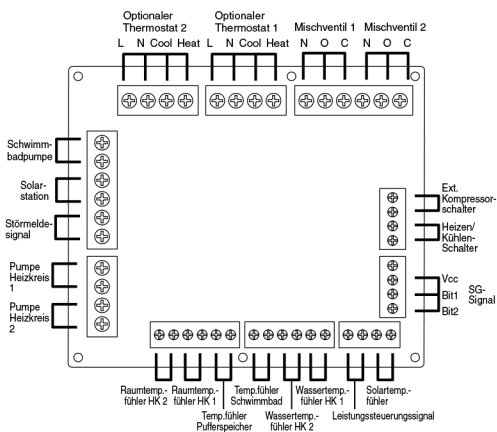 Optionaler
Thermostat 2
Optionaler
Thermostat 1
Mischventil 1
Mischventil 2
L N Cool Heat
L N Cool Heat
N O C
N O C
Schwimm-
badpumpe
Solar-
station
Störmelde-
signal
Pumpe
Heizkreis
1
Pumpe
Heizkreis
2
Ext.
Kompressor-
schalter
Heizen/
Kühlen-
Schalter
Vcc
Bit1
Bit2
SG-
Signal
Raumtemp.-
fühler HK 2
Raumtemp.-
fühler HK 1
Temp.fühler
Pufferspeicher
Temp.fühler
Schwimmbad
Wassertemp.-
fühler HK 2
Wassertemp.-
fühler HK 1
Leistungssteuerungssignal
Solartemp.-
fühler